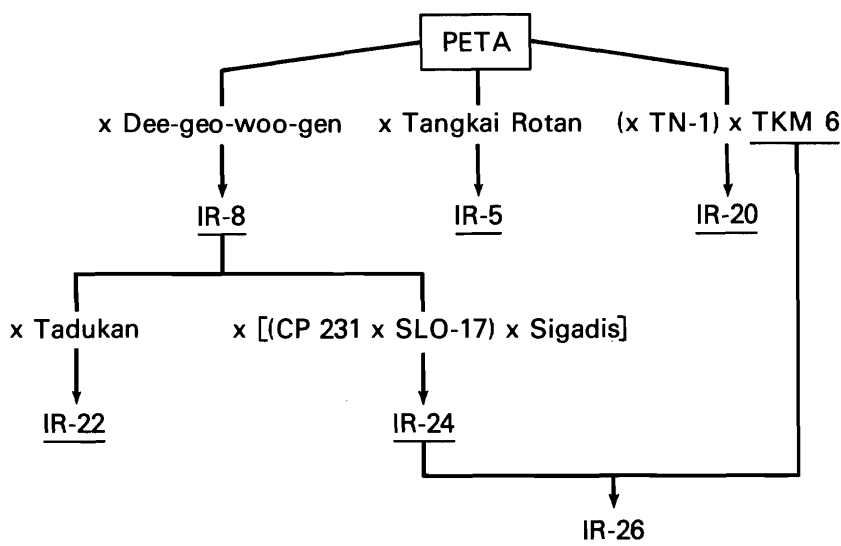 PETA
x Dee-geo-woo-gen x Tangkai Rotan (x TN-1) x TKM 6
IR-8 IR-5 IR-20
x Tadukan x [(CP 231 x SLO-17) x Sigadis]
IR-22 IR-24
IR-26